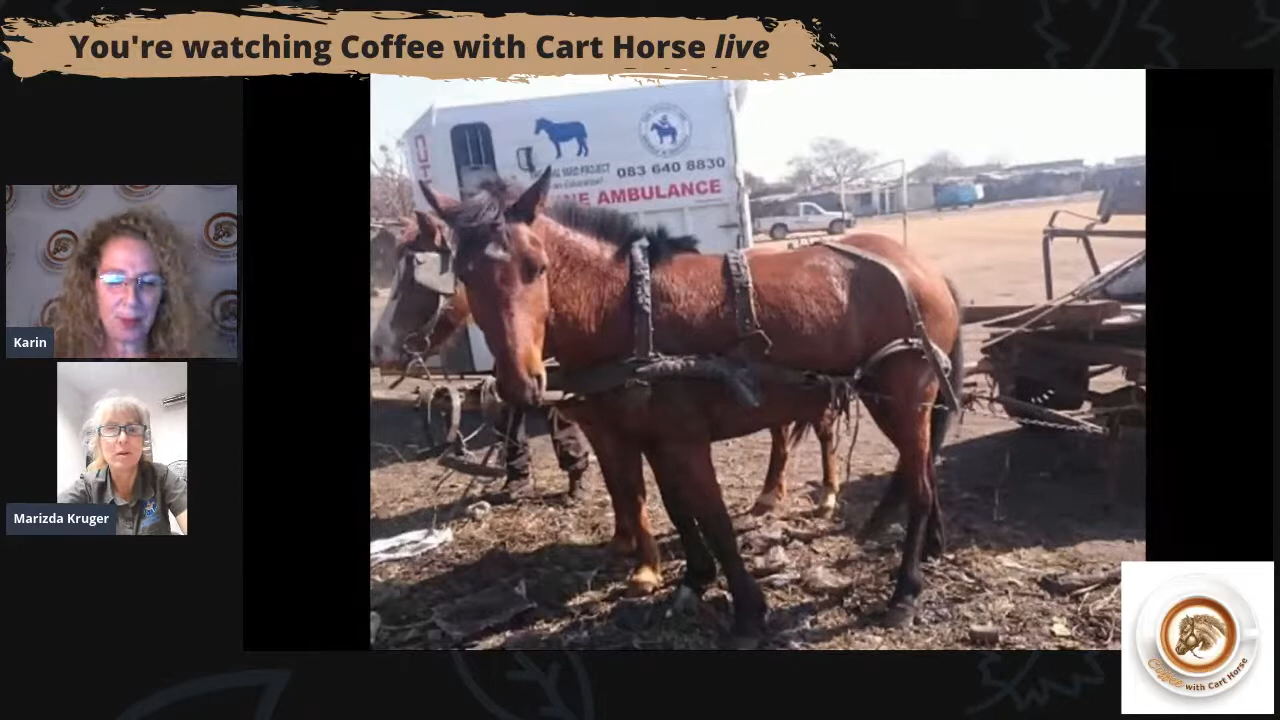 You're watching Coffee with Cart Horse live
083 640 8830
PROJECT
AMBULANCE
Karin
Marizda Kruger
Coffee with Cart Horse